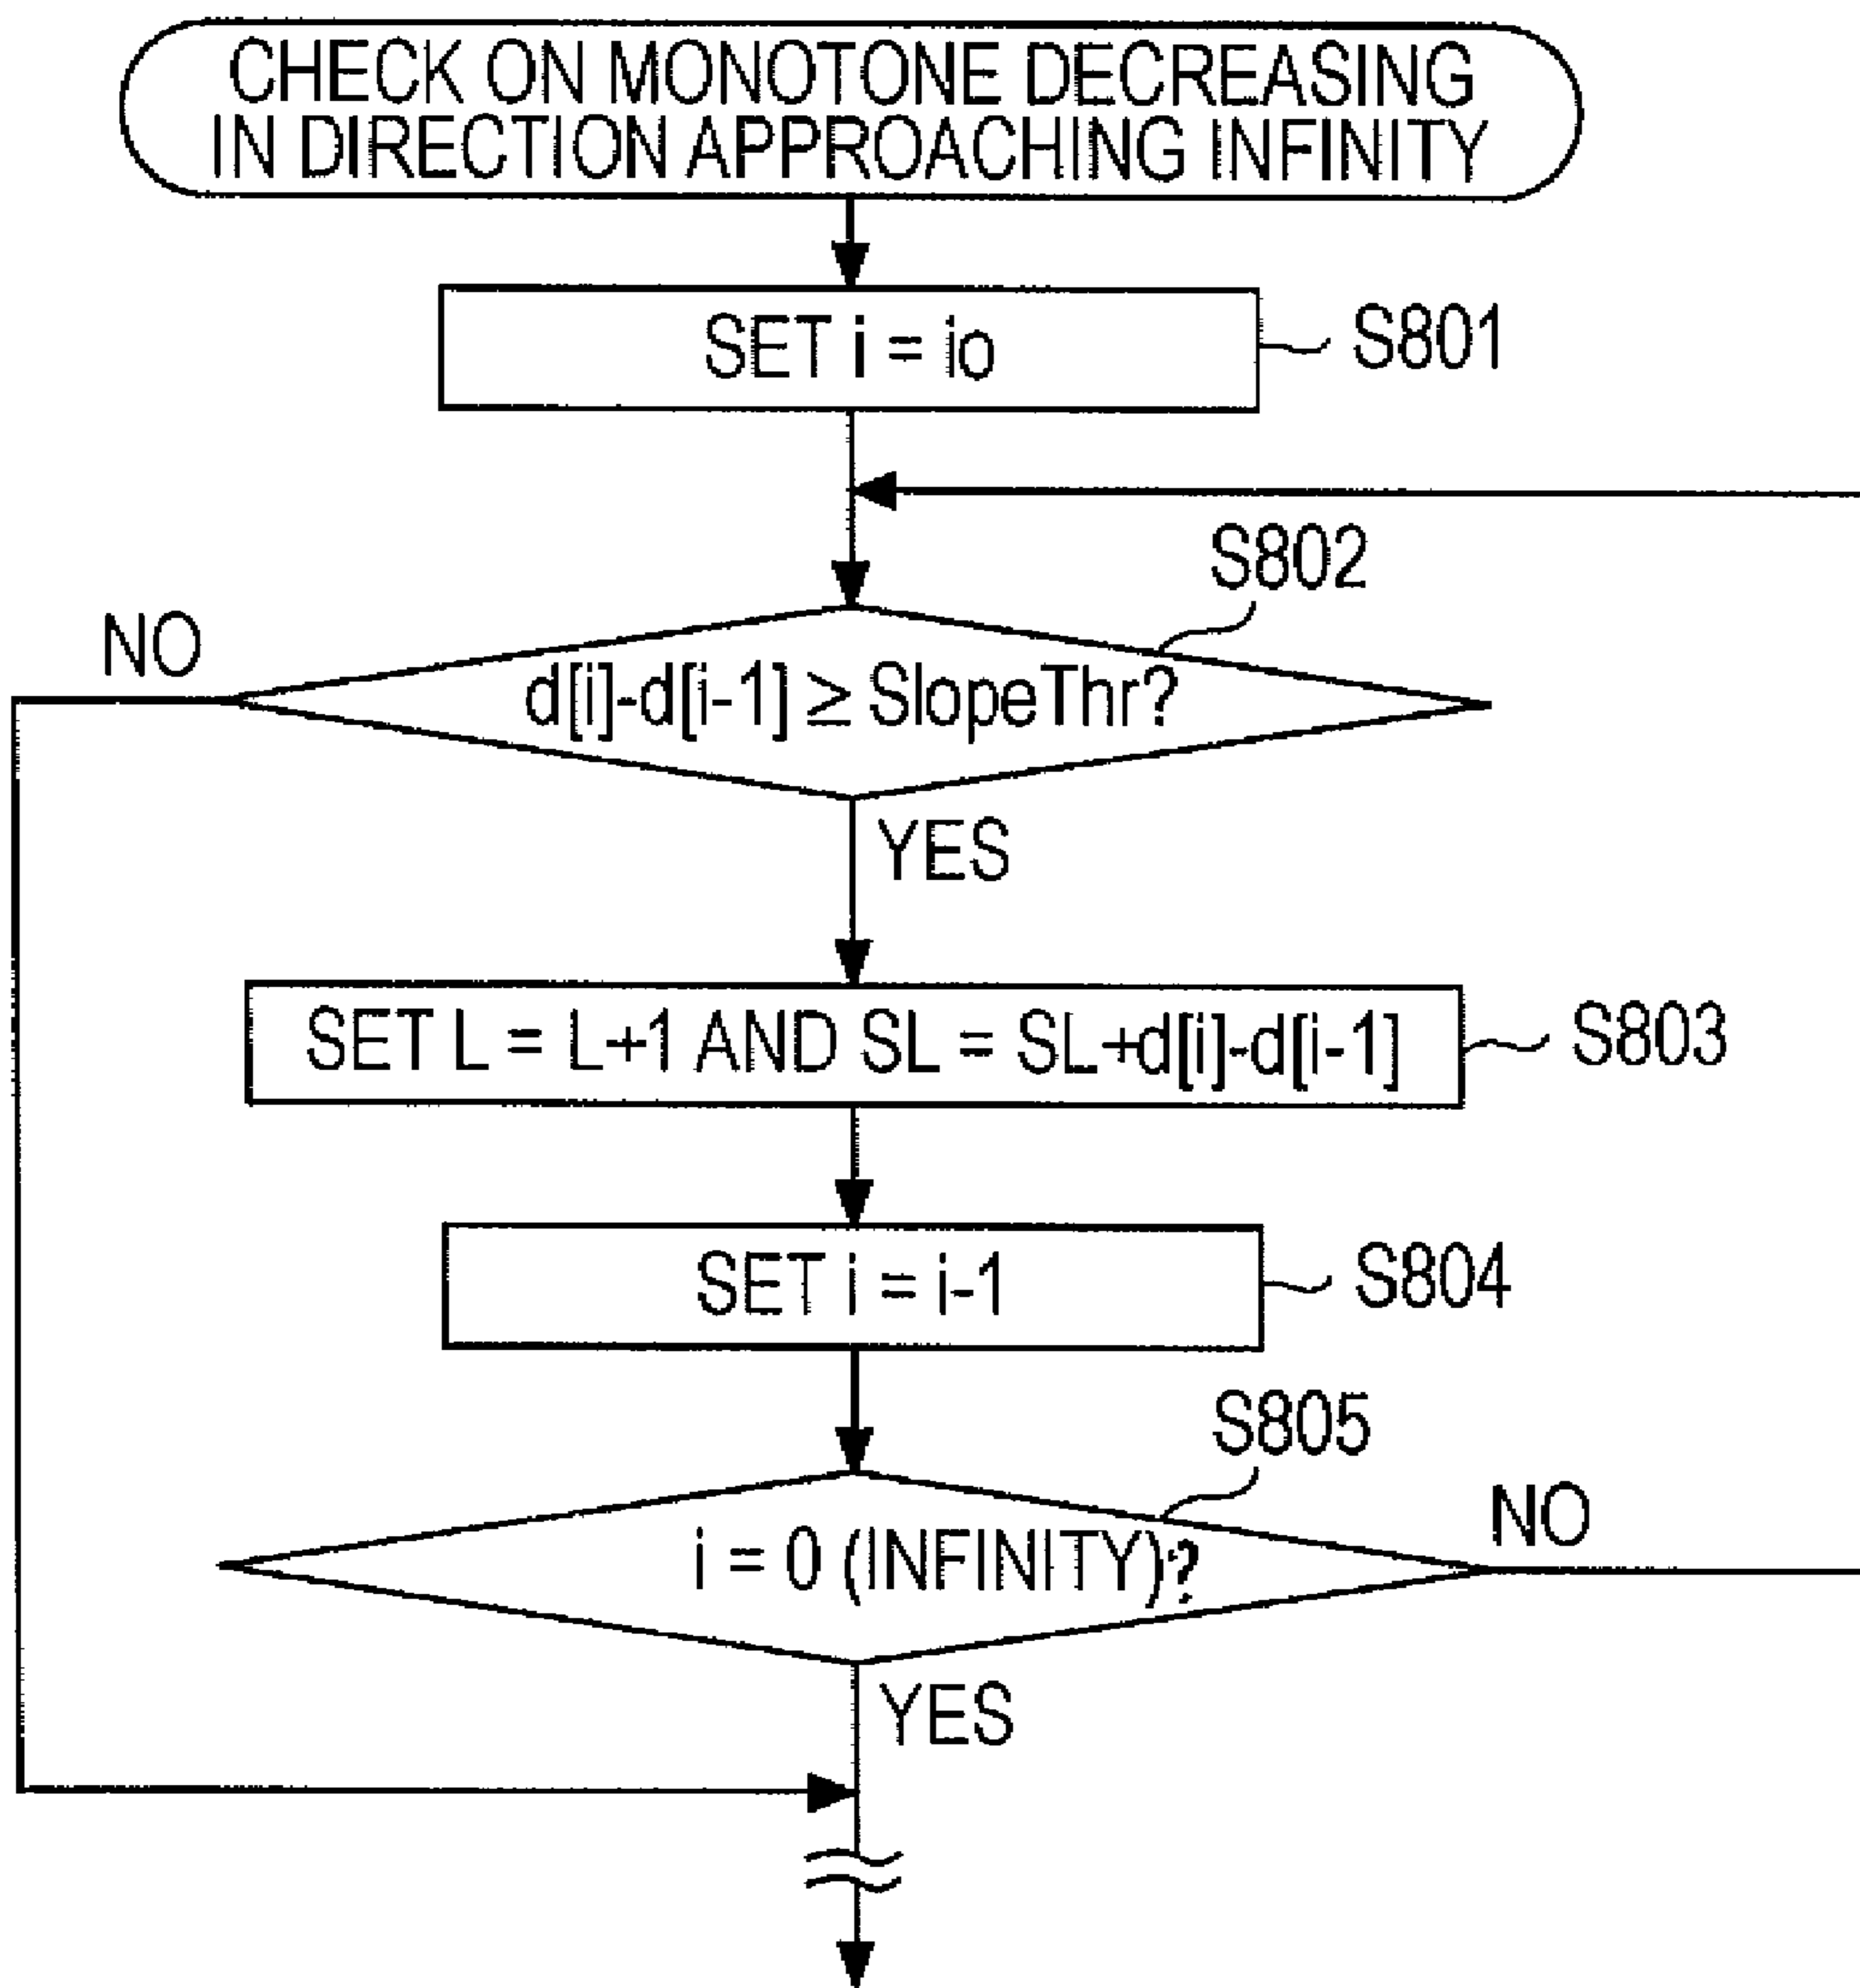 CHECK ON MONOTONE DECREASING
IN DIRECTION APPROACHING INFINITY
SET i = io
S801
S802
NO
d[i]-d[i-1] ≥ SlopeThr?
YES
SET L = L+1 AND SL = SL+d[i]-d[i-1]
S803
SET i = i-1
S804
S805
NO
i = 0 (INFINITY)?
YES